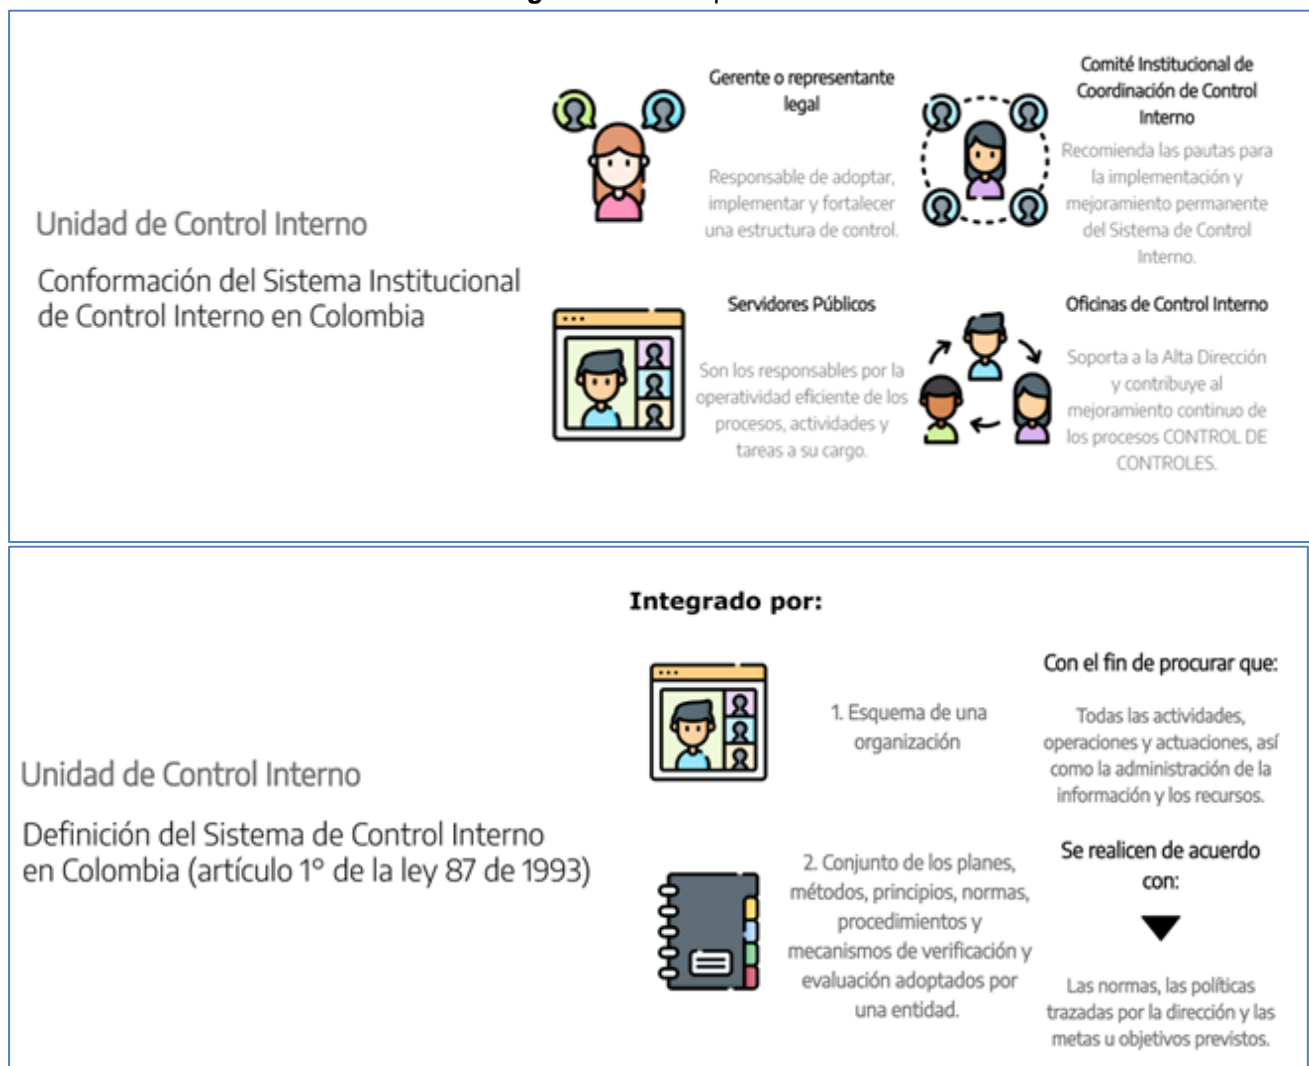 Unidad de Control Interno
Conformación del Sistema Institucional
de Control Interno en Colombia
Gerente o representante
legal
Responsable de adoptar,
implementar y fortalecer
una estructura de control.
Comité Institucional de
Coordinación de Control
Interno
Recomienda las pautas para
la implementación y
mejoramiento permanente
del Sistema de Control
Interno.
Servidores Públicos
Son los responsables por la
operatividad eficiente de los
procesos, actividades y
tareas a su cargo.
Oficinas de Control Interno
Soporta a la Alta Dirección
y contribuye al
mejoramiento continuo de
los procesos CONTROL DE
CONTROLES.
Unidad de Control Interno
Definición del Sistema de Control Interno
en Colombia (artículo 1° de la ley 87 de 1993)
Integrado por:
1. Esquema de una
organización
2. Conjunto de los planes,
métodos, principios, normas,
procedimientos y
mecanismos de verificación y
evaluación adoptados por
una entidad.
Con el fin de procurar que:
Todas las actividades,
operaciones y actuaciones, así
como la administración de la
información y los recursos.
Se realicen de acuerdo
con:
Las normas, las políticas
trazadas por la dirección y las
metas u objetivos previstos.